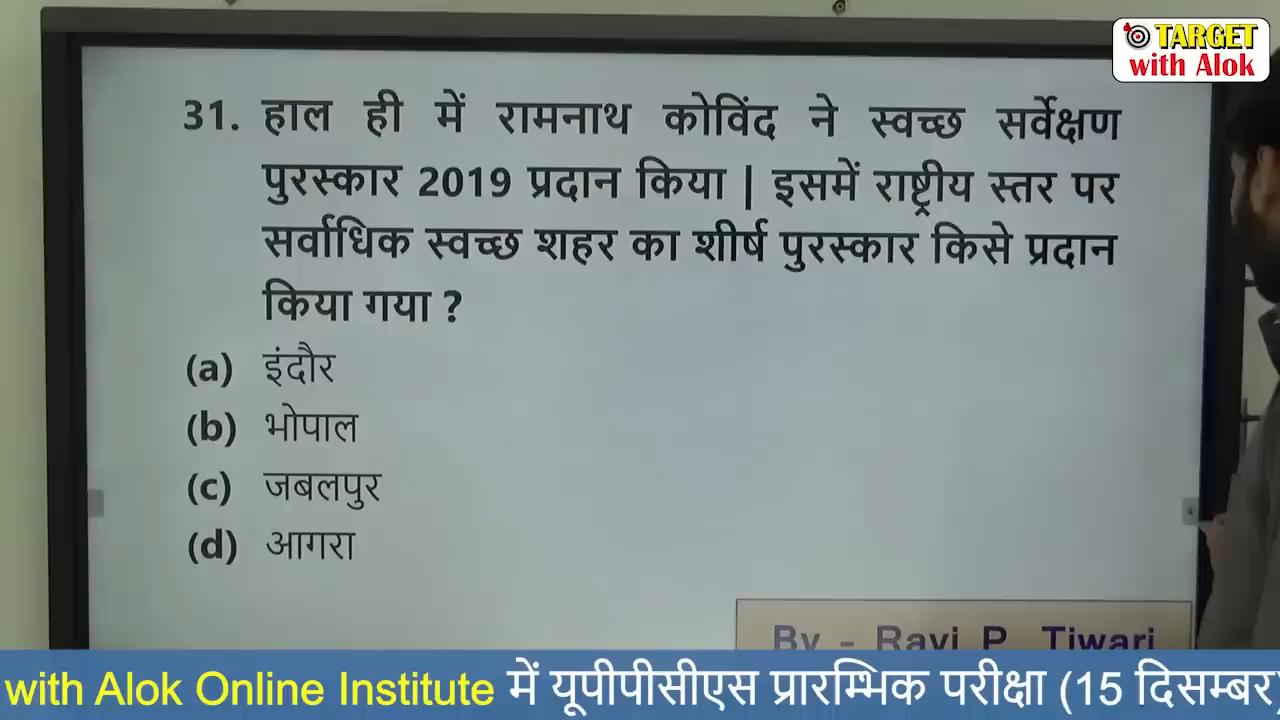 TARGET
with Alok
31. हाल ही में रामनाथ कोविंद ने स्वच्छ सर्वेक्षण
पुरस्कार 2019 प्रदान किया | इसमें राष्ट्रीय स्तर पर
सर्वाधिक स्वच्छ शहर का शीर्ष पुरस्कार किसे प्रदान
किया गया ?
(a) इंदौर
(b) भोपाल
(c) जबलपुर
(d) आगरा
By - Ravi P. Tiwari
with Alok Online Institute में यूपीपीसीएस प्रारम्भिक परीक्षा (15 दिसम्बर)